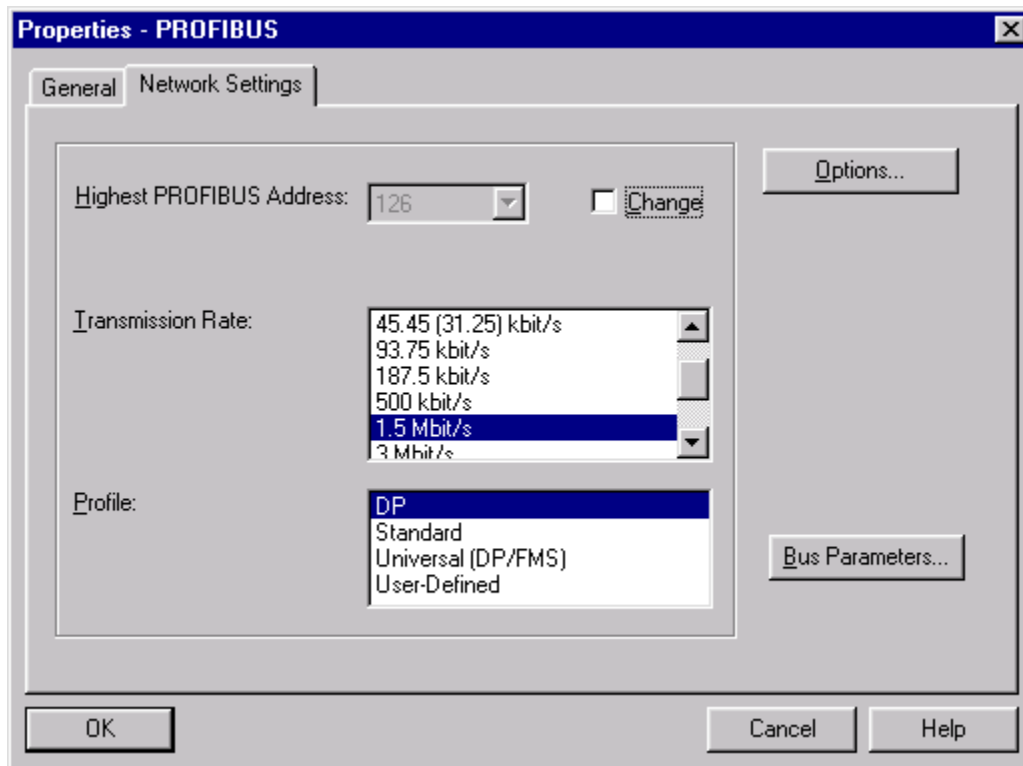 Properties - PROFIBUS
General Network Settings
Highest PROFIBUS Address: 126 Change Options...
Transmission Rate: 45.45 (31.25) kbit/s
93.75 kbit/s
187.5 kbit/s
500 kbit/s
1.5 Mbit/s
3 Mbit/s
Profile: DP
Standard
Universal (DP/FMS)
User-Defined
Bus Parameters...
OK Cancel Help